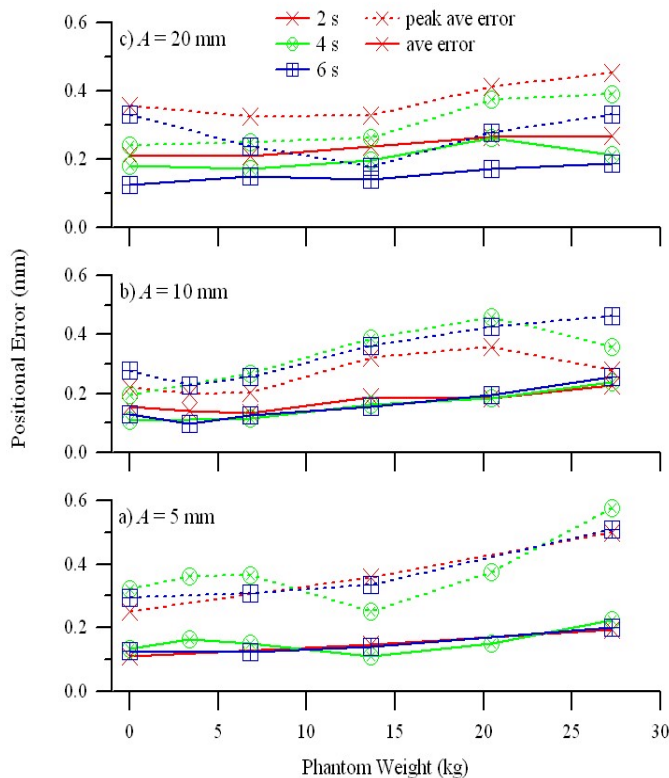 2 s peak ave error
4 s ave error
6 s
c) A = 20 mm
0.6
0.4
0.2
0.0
b) A = 10 mm
0.6
0.4
0.2
0.0
a) A = 5 mm
0.6
0.4
0.2
0.0
Positional Error (mm)
0 5 10 15 20 25 30
Phantom Weight (kg)